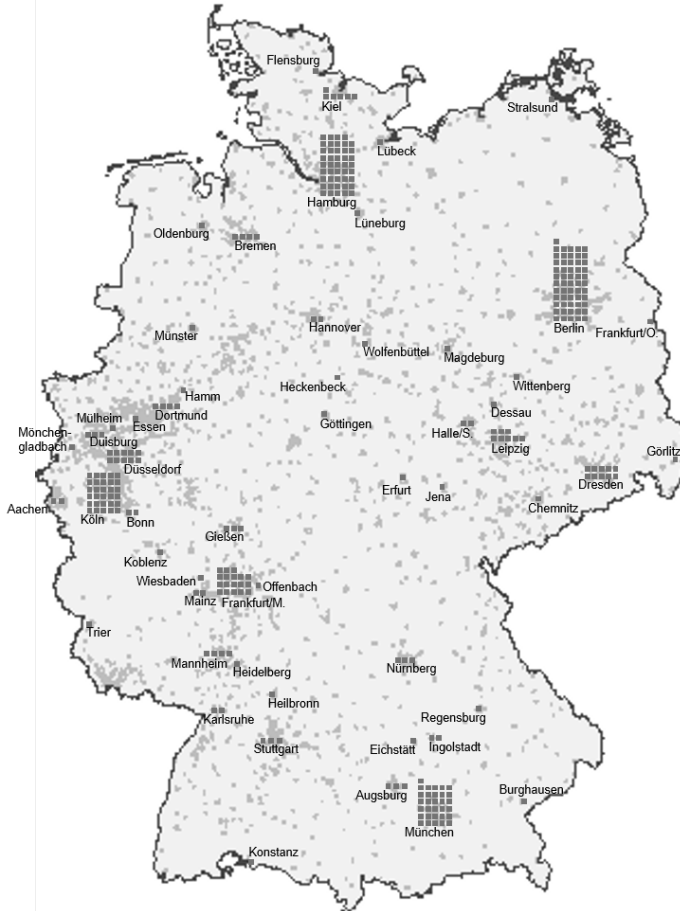 Flensburg
Kiel
Stralsund
Lübeck
Hamburg
Lüneburg
Oldenburg
Bremen
Hannover
Berlin
Frankfurt/O.
Münster
Wolfenbüttel
Magdeburg
Heckenbeck
Wittenberg
Hamm
Dessau
Mülheim
Dortmund
Essen
Göttingen
Mönchen-
gladbach
Duisburg
Halle/S.
Leipzig
Görlitz
Düsseldorf
Dresden
Erfurt
Jena
Aachen
Köln
Bonn
Chemnitz
Gießen
Koblenz
Wiesbaden
Offenbach
Mainz
Frankfurt/M.
Trier
Mannheim
Heidelberg
Nürnberg
Heilbronn
Karlsruhe
Regensburg
Stuttgart
Eichstätt
Ingolstadt
Augsburg
Burghausen
München
Konstanz